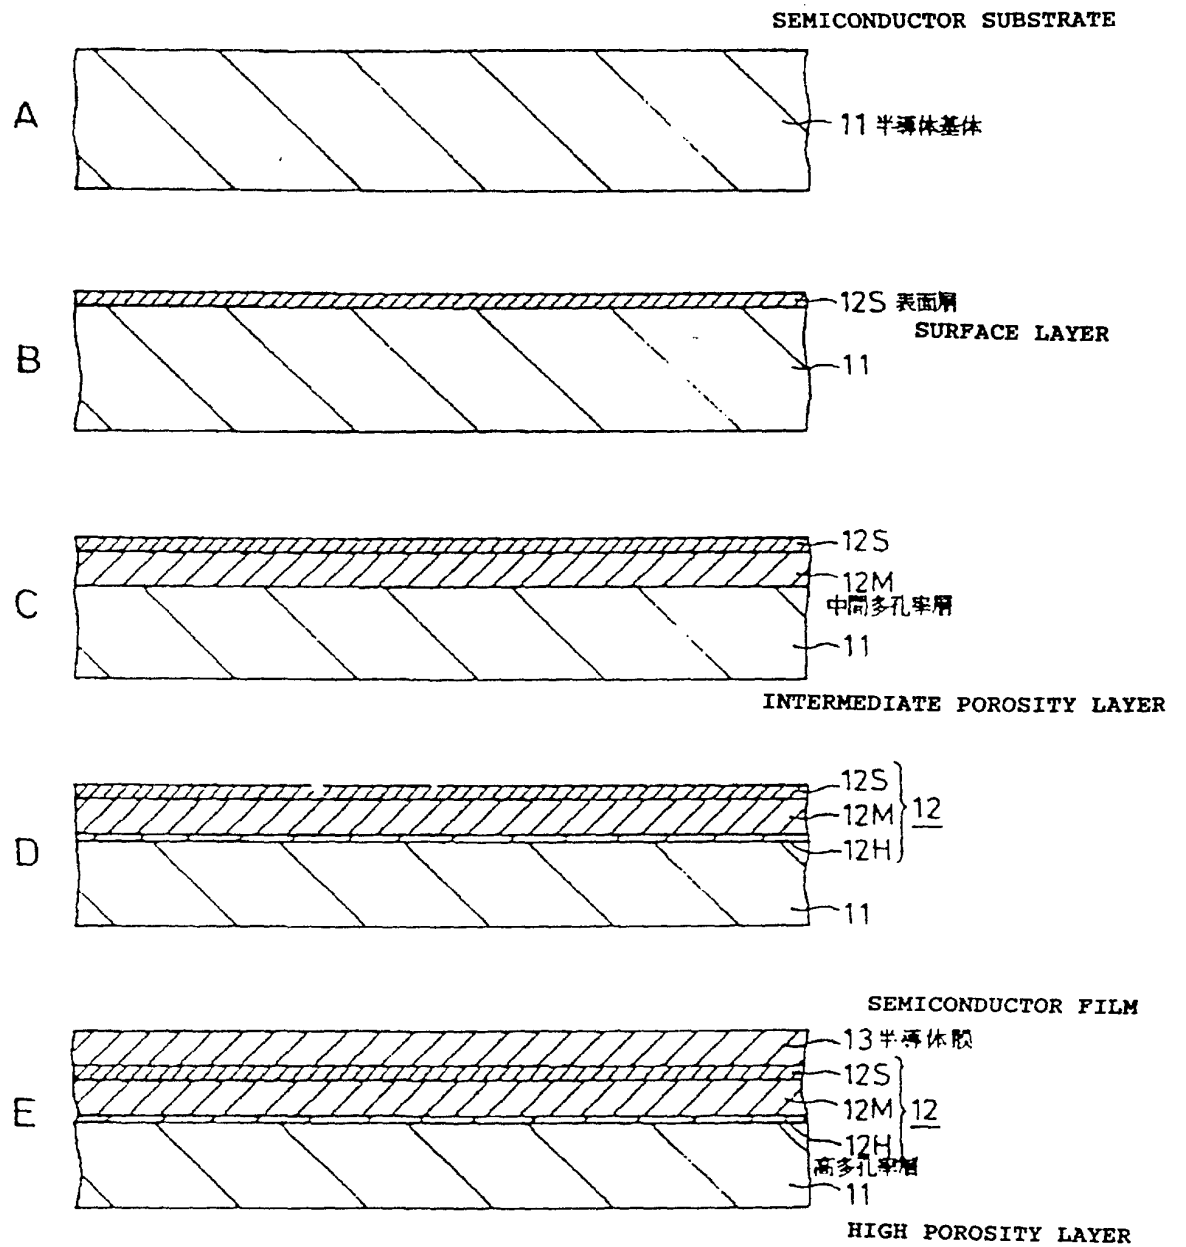 SEMICONDUCTOR SUBSTRATE
A
11 半導体基体
12S 表面層
SURFACE LAYER
B
11
12S
12M
C
中間多孔率層
11
INTERMEDIATE POROSITY LAYER
12S
12M
12
D
12H
11
SEMICONDUCTOR FILM
13 半導体膜
12S
12M
12
E
12H
高多孔率層
11
HIGH POROSITY LAYER